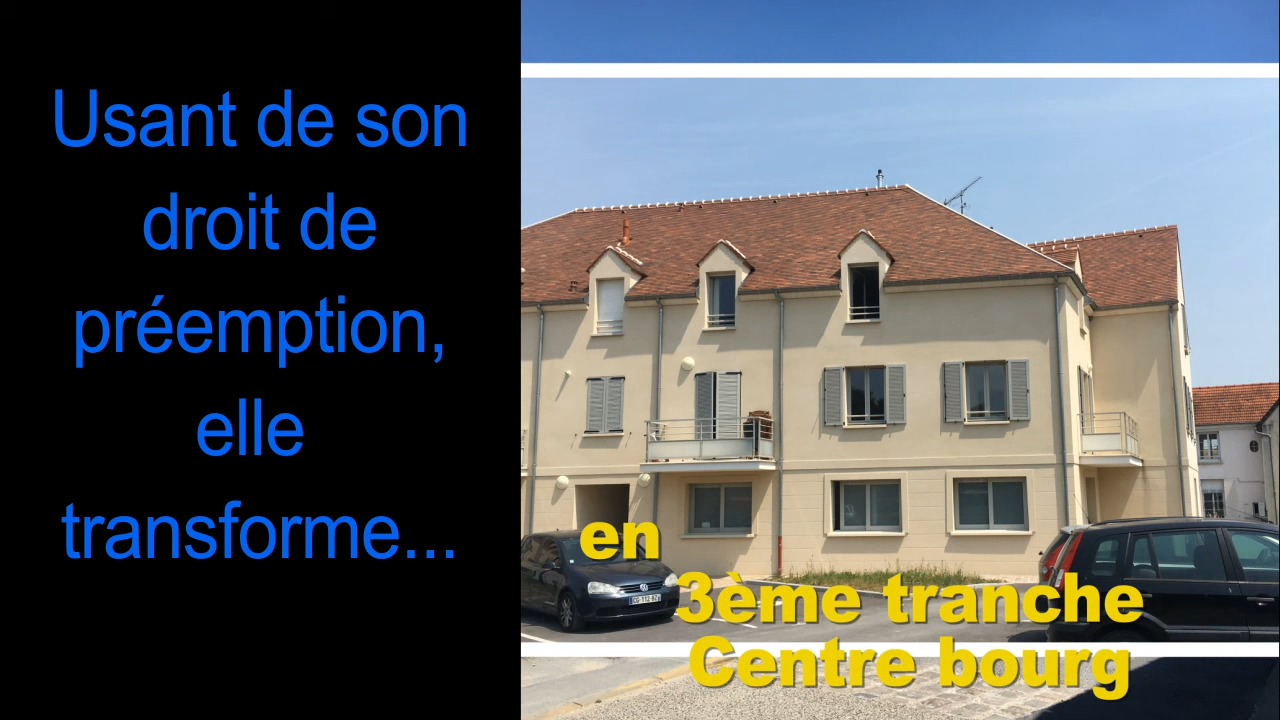 Usant de son
droit de
préemption,
elle
transforme...
en
3ème tranche
Centre bourg